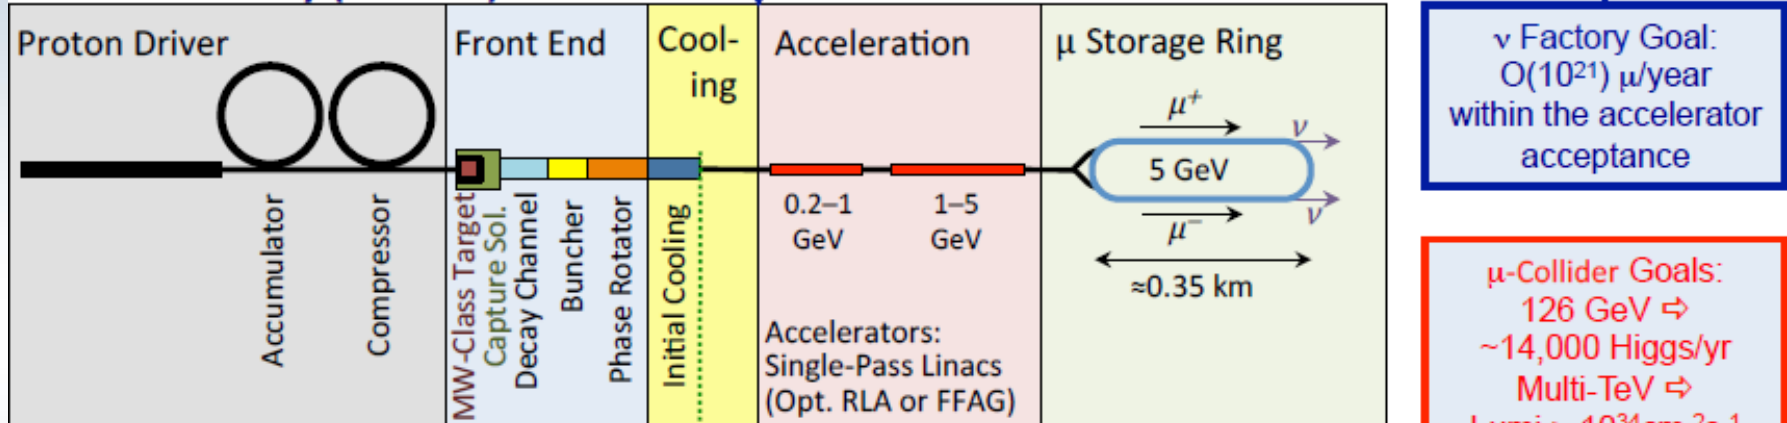 Proton Driver
Accumulator
Compressor
Front End
MW-Class Target
Capture Sol.
Decay Channel
Buncher
Phase Rotator
Cool-
ing
Initial Cooling
Acceleration
0.2–1
GeV
1–5
GeV
Accelerators:
Single-Pass Linacs
(Opt. RLA or FFAG)
μ Storage Ring
μ⁺
ν
5 GeV
ν
μ⁻
≈0.35 km
ν Factory Goal:
O(10²¹) μ/year
within the accelerator
acceptance
μ-Collider Goals:
126 GeV ⇨
~14,000 Higgs/yr
Multi-TeV ⇨